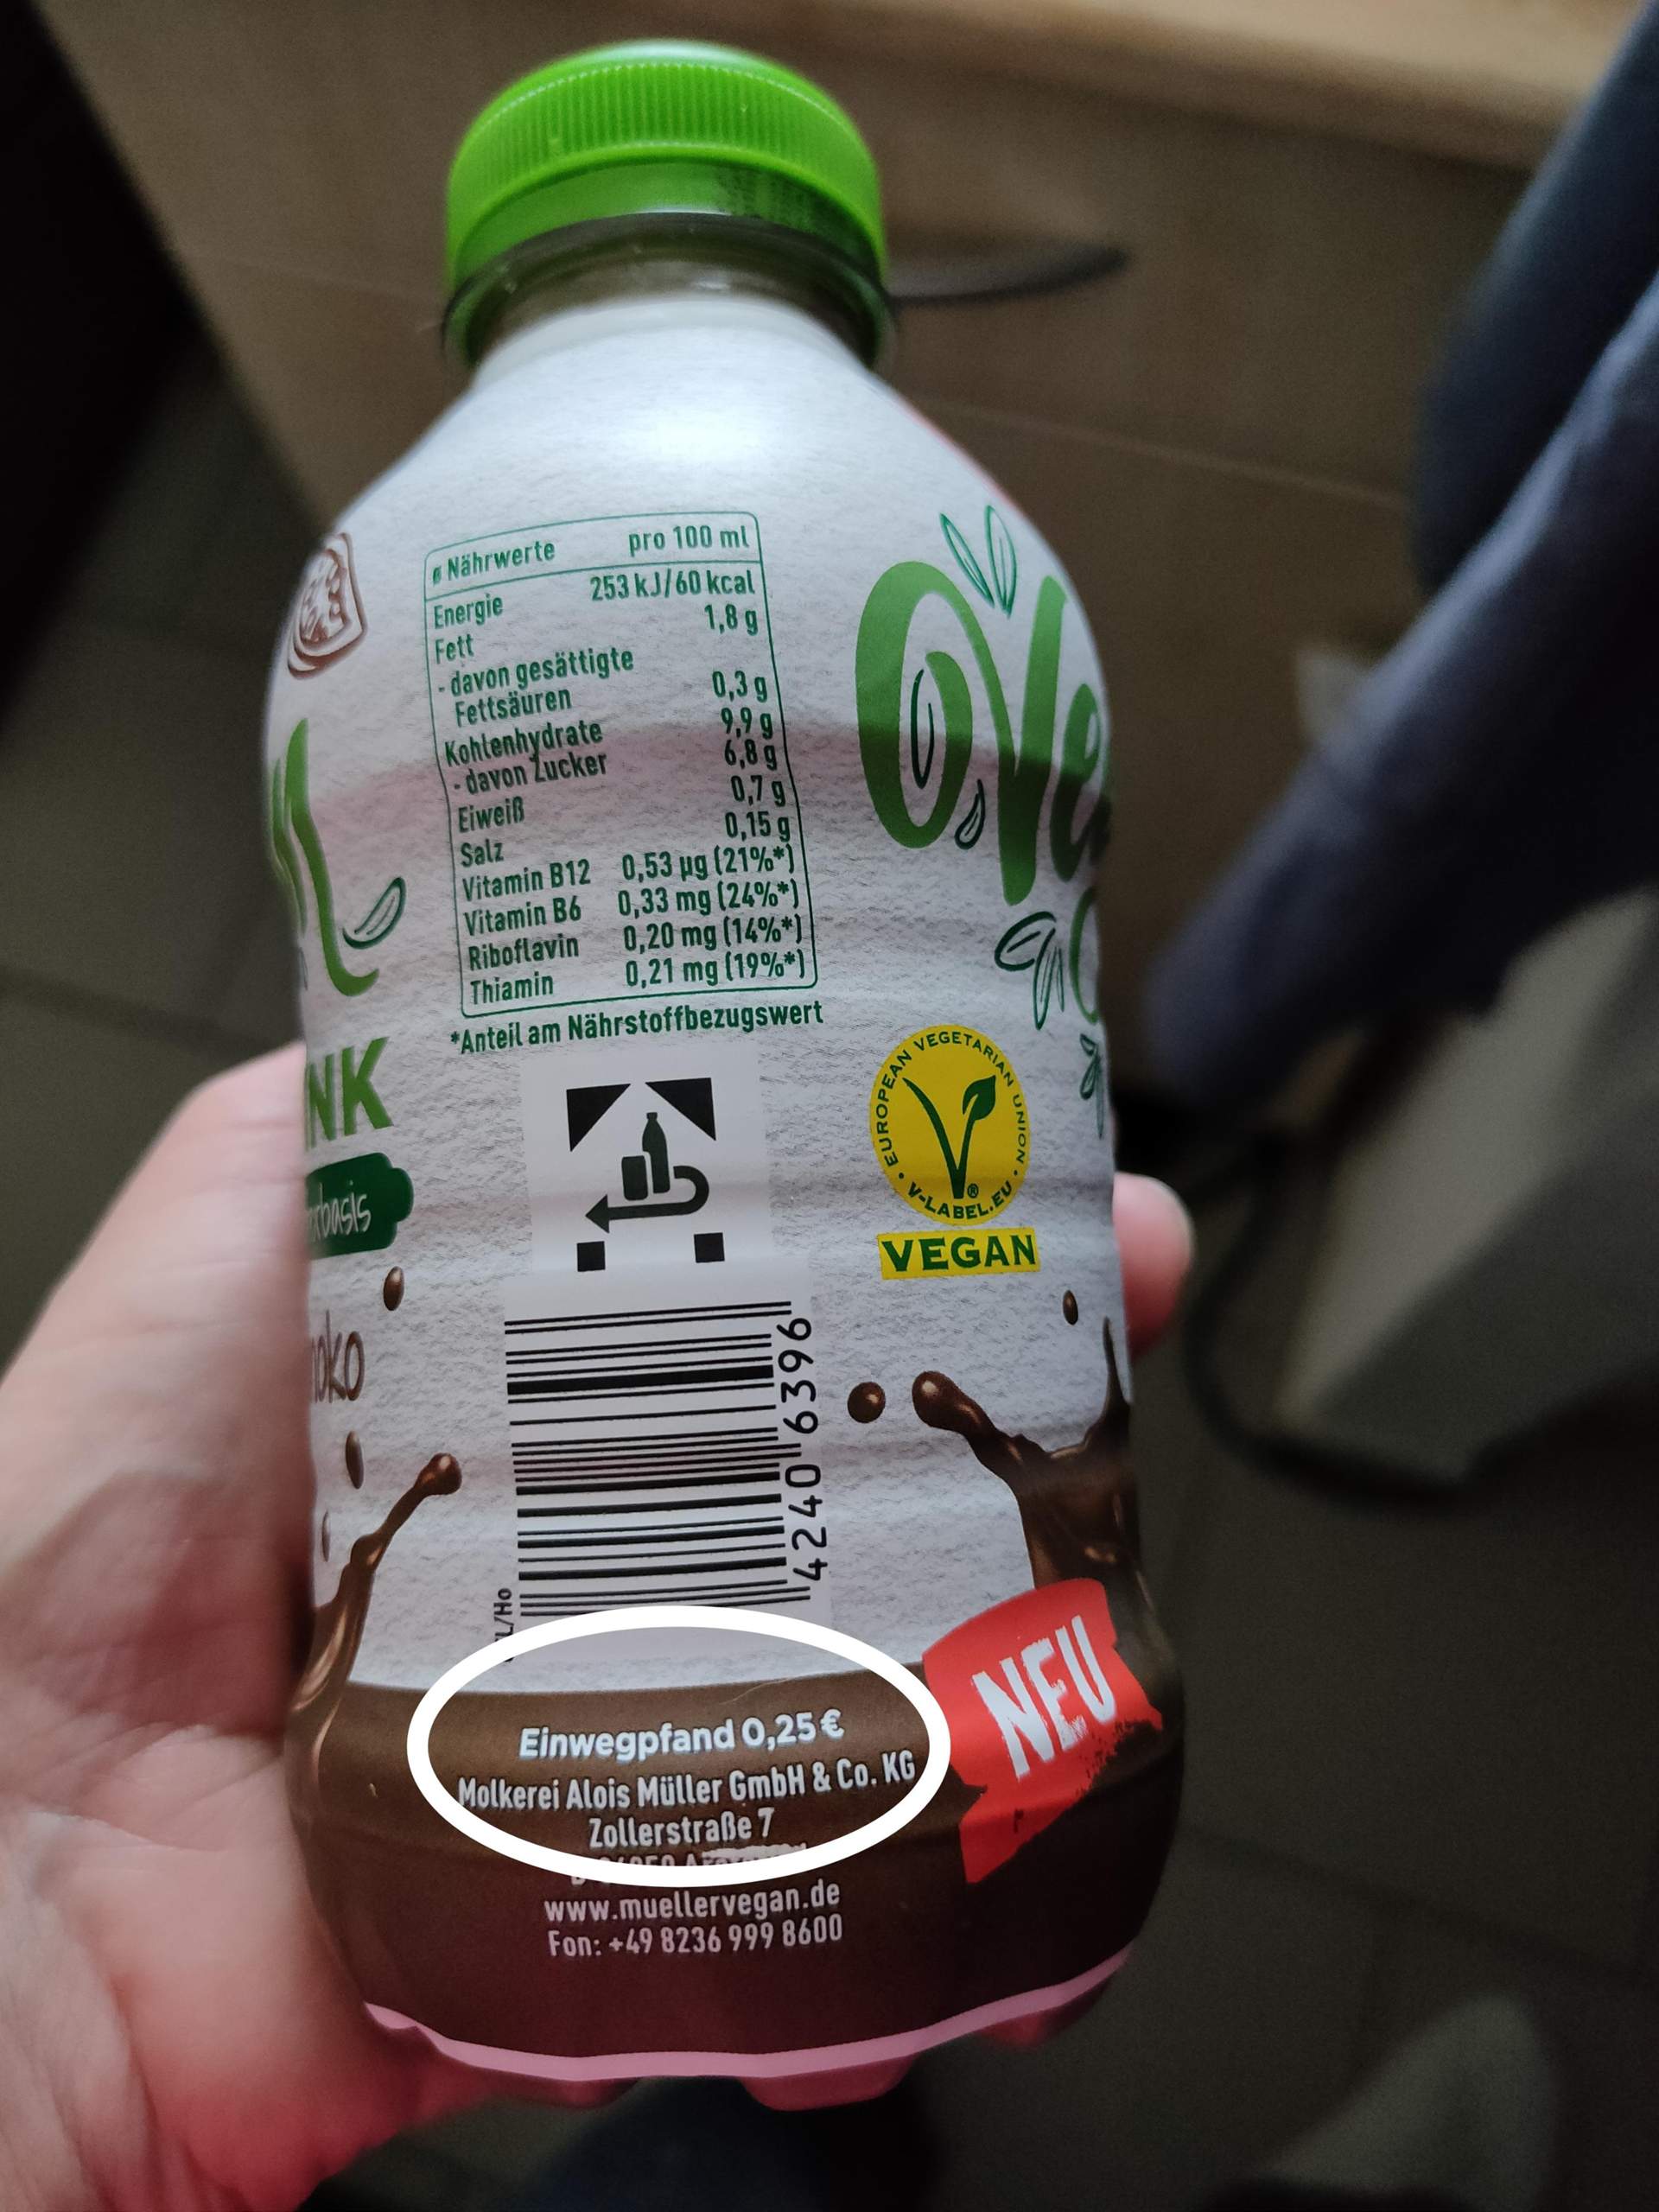 Nährwerte pro 100 ml
Energie 253 kJ/60 kcal
Fett 1,8 g
- davon gesättigte
Fettsäuren 0,3 g
Kohlenhydrate 9,9 g
- davon Zucker 6,8 g
Eiweiß 0,7 g
Salz 0,15 g
Vitamin B12 0,53 µg (21%*)
Vitamin B6 0,33 mg (24%*)
Riboflavin 0,20 mg (14%*)
Thiamin 0,21 mg (19%*)
*Anteil am Nährstoffbezugswert
EUROPEAN VEGETARIAN UNION
V-LABEL.EU
®
VEGAN
4240 6396
NEU
Einwegpfand 0,25 €
Molkerei Alois Müller GmbH & Co. KG
Zollerstraße 7
www.muellervegan.de
Fon: +49 8236 999 8600